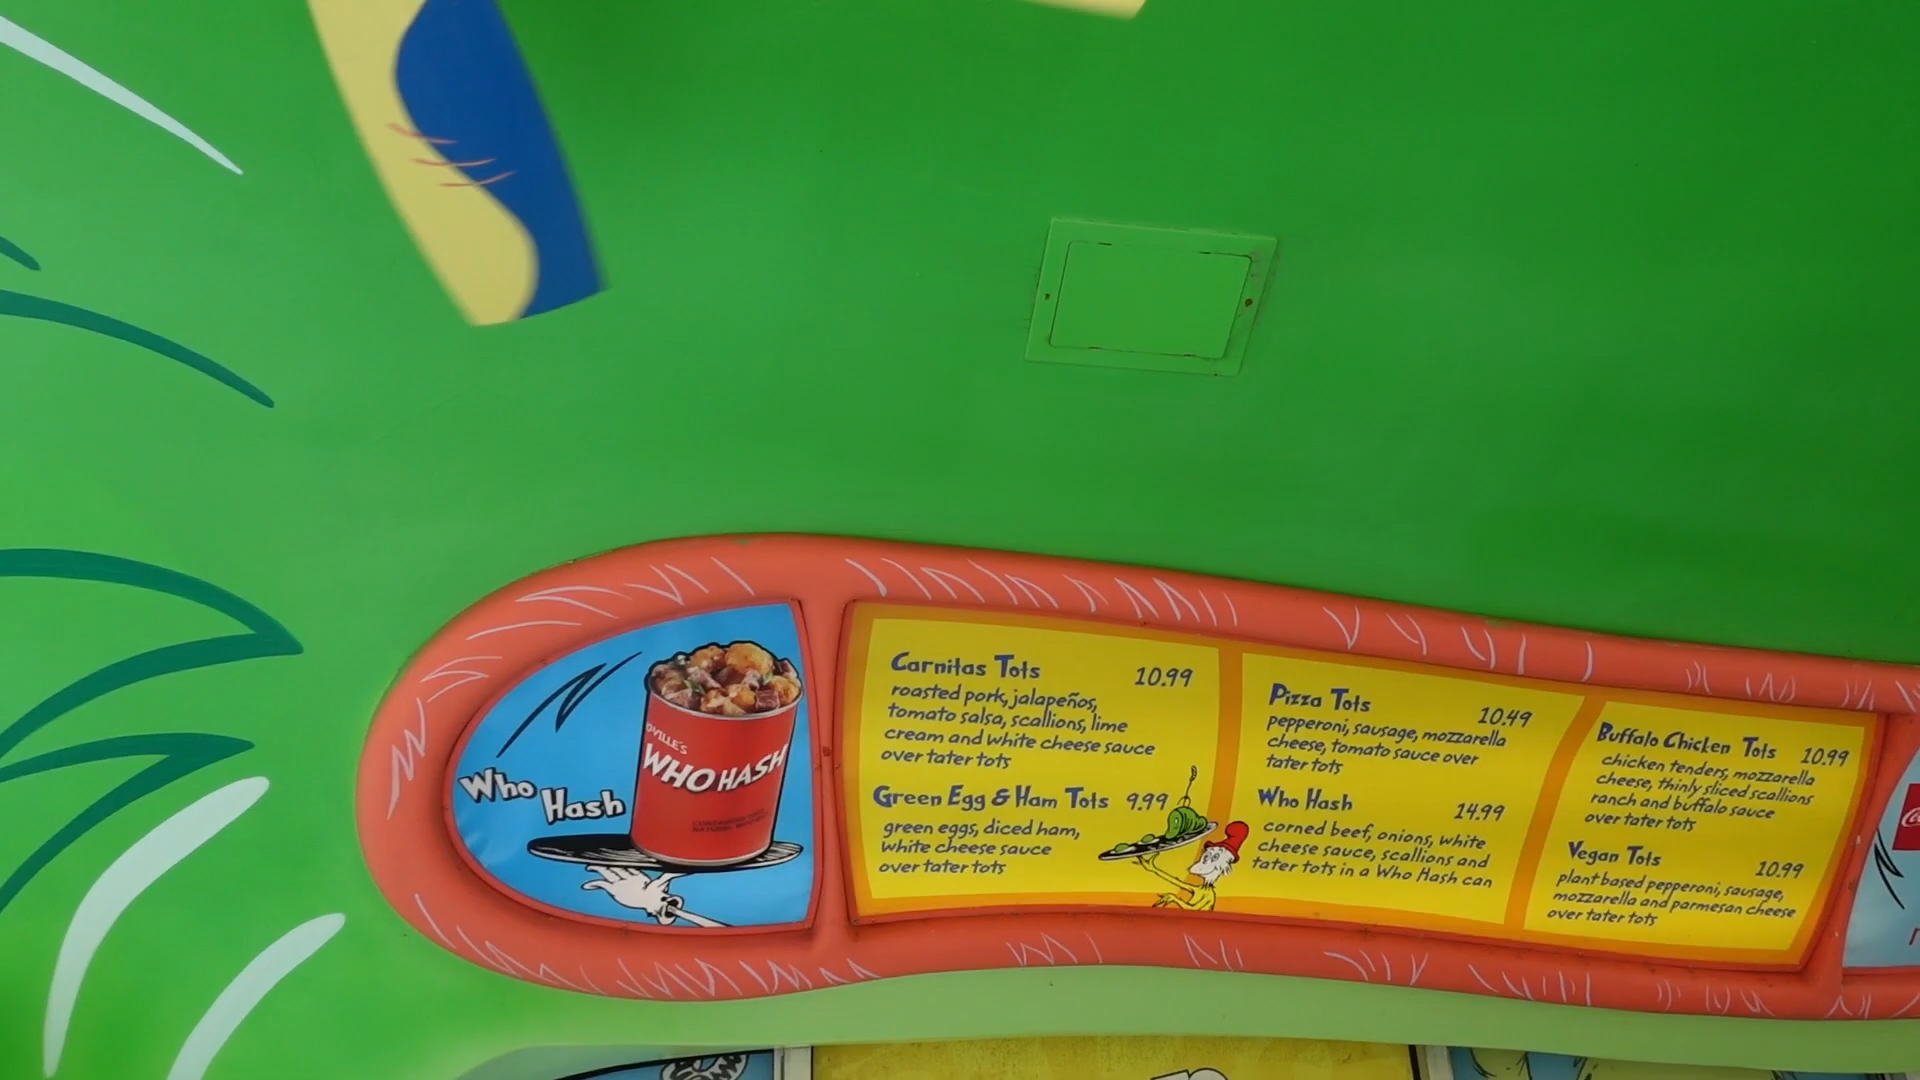 Who
Hash
OVILLE'S
WHO HASH
Carnitas Tots 10.99
roasted pork, jalapeños,
tomato salsa, scallions, lime
cream and white cheese sauce
over tater tots
Green Egg & Ham Tots 9.99
green eggs, diced ham,
white cheese sauce
over tater tots
Pizza Tots 10.49
pepperoni, sausage, mozzarella
cheese, tomato sauce over
tater tots
Who Hash 14.99
corned beef, onions, white
cheese sauce, scallions and
tater tots in a Who Hash can
Buffalo Chicken Tots 10.99
chicken tenders, mozzarella
cheese, thinly sliced scallions
ranch and buffalo sauce
over tater tots
Vegan Tots 10.99
plant based pepperoni, sausage,
mozzarella and parmesan cheese
over tater tots